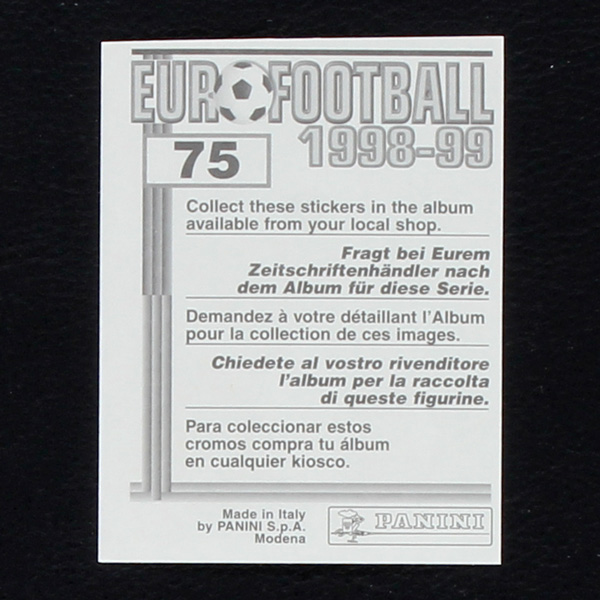 EUROFOOTBALL
1998-99
75
Collect these stickers in the album
available from your local shop.
Fragt bei Eurem
Zeitschriftenhändler nach
dem Album für diese Serie.
Demandez à votre détaillant l'Album
pour la collection de ces images.
Chiedete al vostro rivenditore
l'album per la raccolta
di queste figurine.
Para coleccionar estos
cromos compra tu álbum
en cualquier kiosco.
Made in Italy
by PANINI S.p.A.
Modena
PANINI